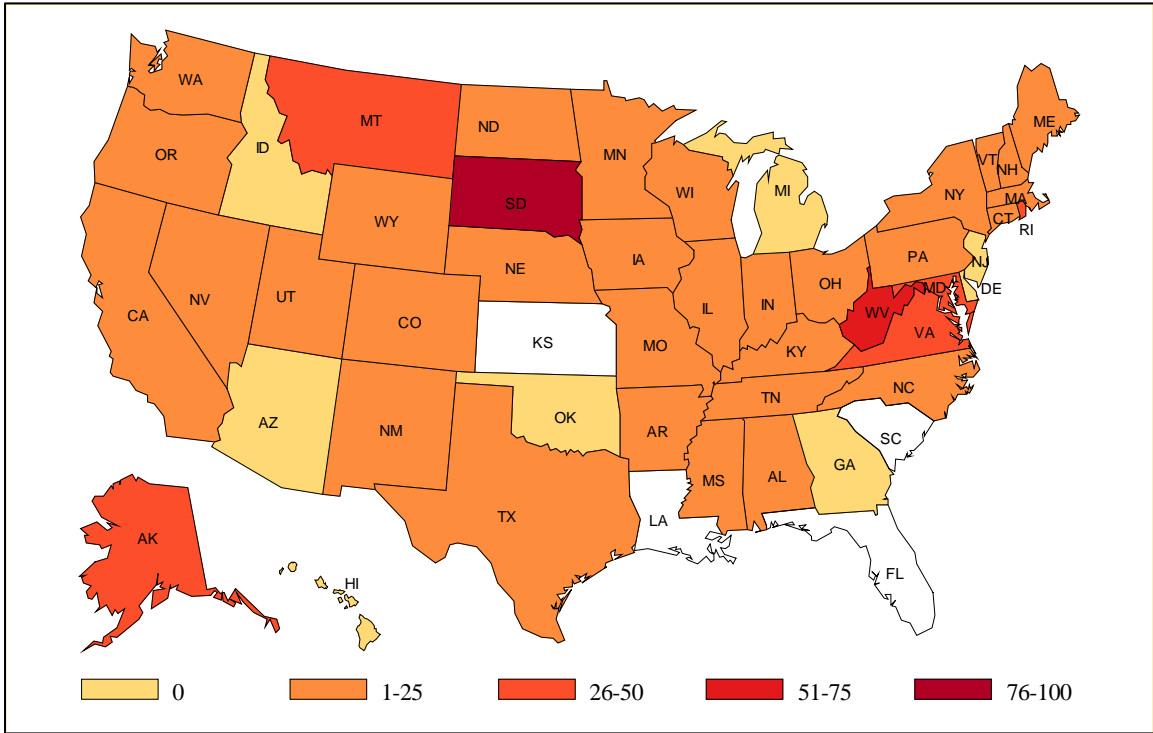 WA
MT
ND
ME
OR
ID
MN
VT
NH
SD
WI
MI
NY
MA
WY
CT
RI
PA
NE
IA
NJ
OH
MD
DE
NV
UT
IL
IN
CA
CO
WV
VA
KS
MO
KY
NC
TN
AZ
OK
NM
AR
SC
GA
MS
AL
TX
LA
AK
FL
HI
0 1-25 26-50 51-75 76-100